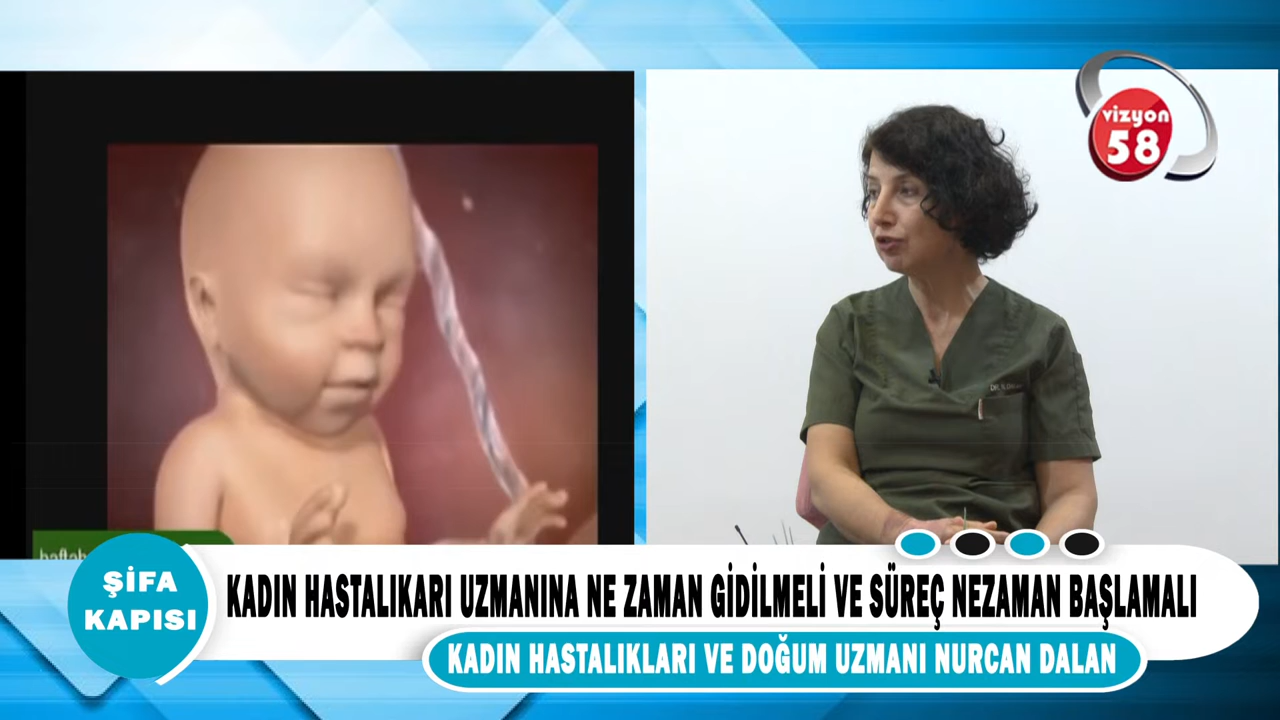 vizyon
58
DR. N.
ŞİFA
KAPISI
KADIN HASTALIKARI UZMANINA NE ZAMAN GİDİLMELİ VE SÜREÇ NEZAMAN BAŞLAMALI
KADIN HASTALIKLARI VE DOĞUM UZMANI NURCAN DALAN